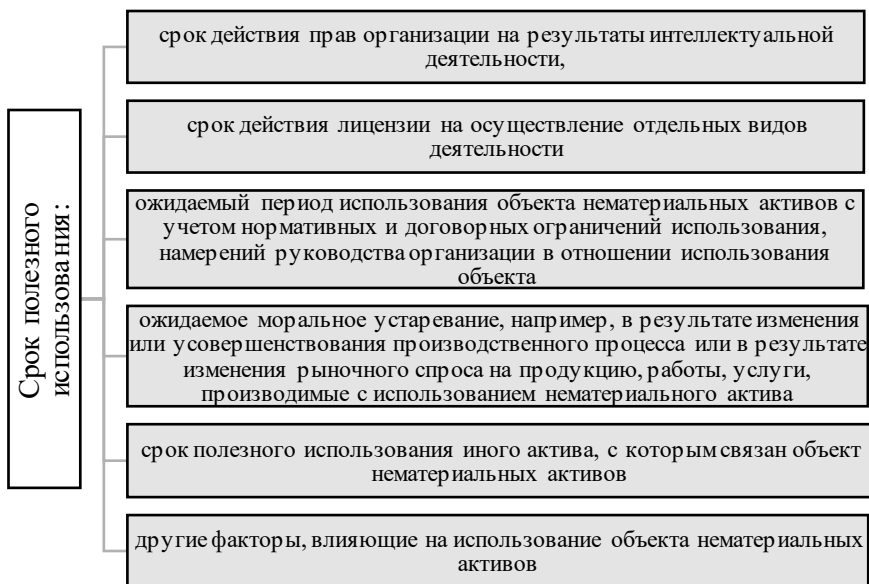 Срок полезного
использования:
срок действия прав организации на результаты интеллектуальной
деятельности,
срок действия лицензии на осуществление отдельных видов
деятельности
ожидаемый период использования объекта нематериальных активов с
учетом нормативных и договорных ограничений использования,
намерений руководства организации в отношении использования
объекта
ожидаемое моральное устаревание, например, в результате изменения
или усовершенствования производственного процесса или в результате
изменения рыночного спроса на продукцию, работы, услуги,
производимые с использованием нематериального актива
срок полезного использования иного актива, с которым связан объект
нематериальных активов
другие факторы, влияющие на использование объекта нематериальных
активов